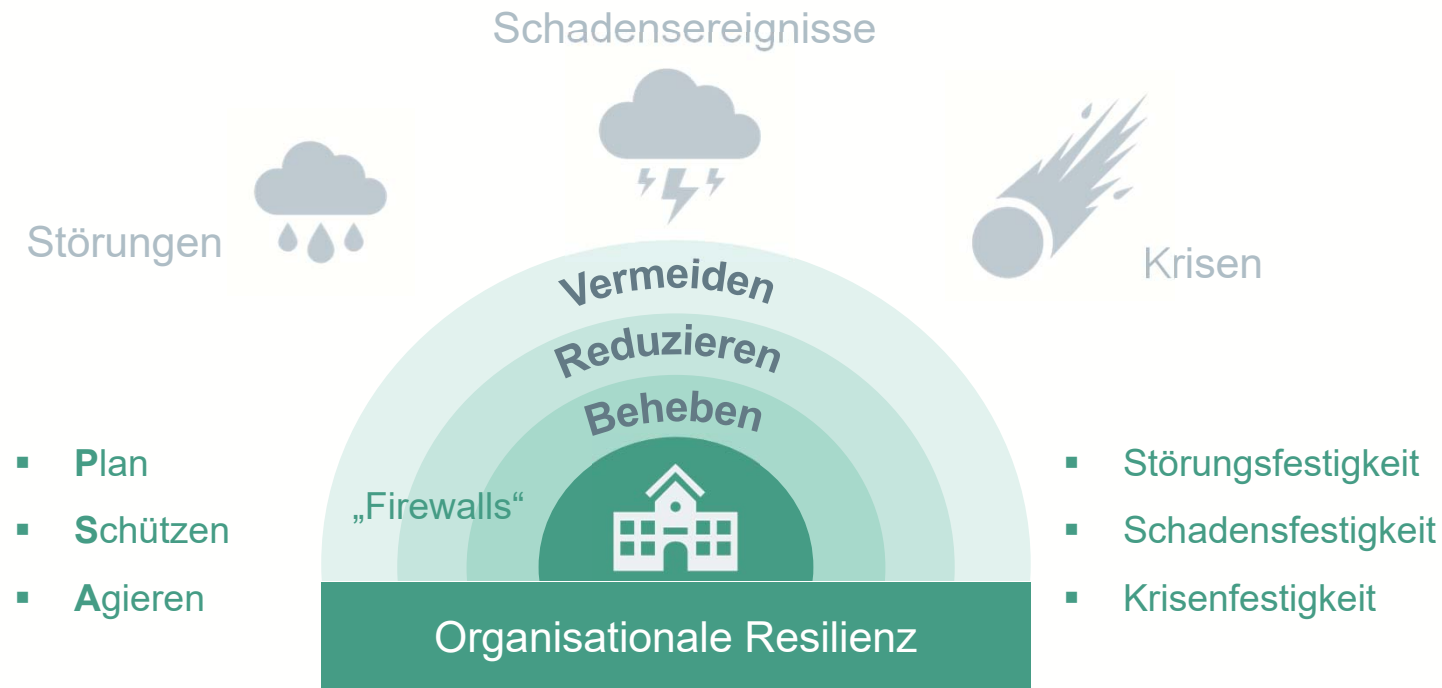 Schadensereignisse
Störungen
Krisen
Vermeiden
Reduzieren
Beheben
„Firewalls“
▪ Plan
▪ Schützen
▪ Agieren
▪ Störungsfestigkeit
▪ Schadensfestigkeit
▪ Krisenfestigkeit
Organisationale Resilienz